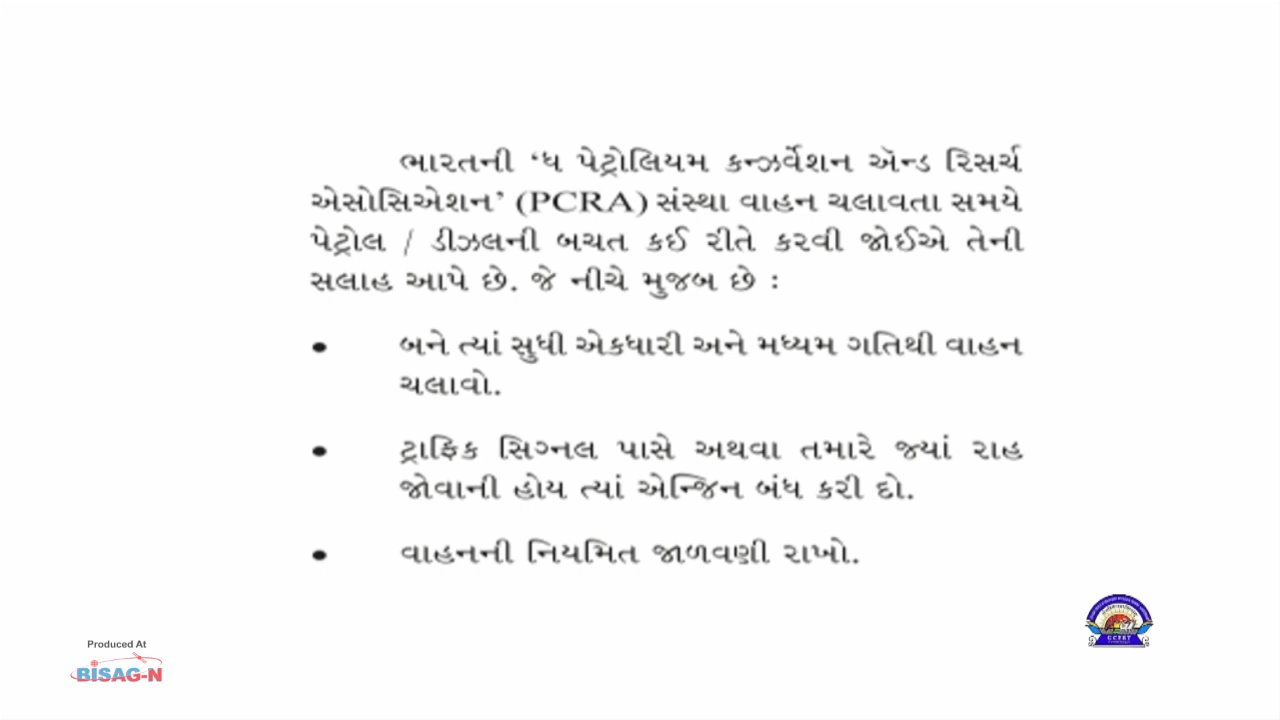 ભારતની ‘ધ પેટ્રોલિયમ કન્ઝર્વેશન ઍન્ડ રિસર્ચ
એસોસિએશન’ (PCRA) સંસ્થા વાહન ચલાવતા સમયે
પેટ્રોલ / ડીઝલની બચત કઈ રીતે કરવી જોઈએ તેની
સલાહ આપે છે. જે નીચે મુજબ છે :
• બને ત્યાં સુધી એકધારી અને મધ્યમ ગતિથી વાહન
ચલાવો.
• ટ્રાફિક સિગ્નલ પાસે અથવા તમારે જ્યાં રાહ
જોવાની હોય ત્યાં એન્જિન બંધ કરી દો.
• વાહનની નિયમિત જાળવણી રાખો.
Produced At
BISAG-N
GCERT